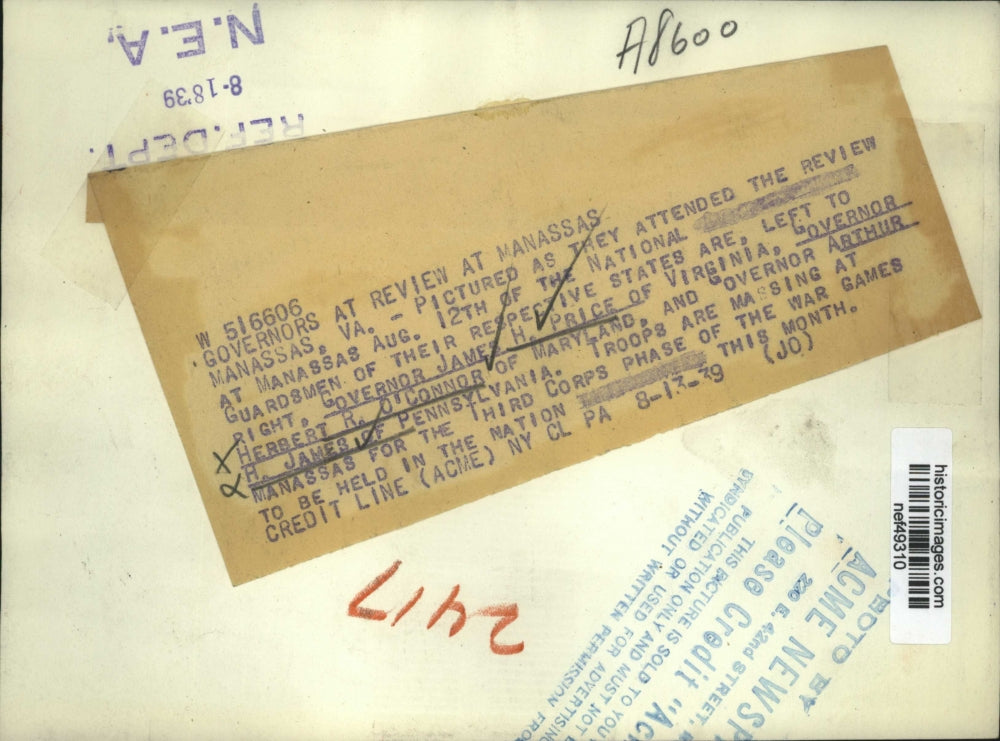 N.E.A.
8-18'39
REF.DEPT.
A8600
W 516606
GOVERNORS AT REVIEW AT MANASSAS
MANASSAS, VA. - PICTURED AS THEY ATTENDED THE REVIEW
AT MANASSAS AUG. 12TH OF THE NATIONAL
GUARDSMEN OF THEIR RESPECTIVE STATES ARE, LEFT TO
RIGHT, GOVERNOR JAMES H. PRICE OF VIRGINIA, GOVERNOR
HERBERT R. O'CONNOR OF MARYLAND, AND GOVERNOR ARTHUR
H. JAMES OF PENNSYLVANIA. TROOPS ARE MASSING AT
MANASSAS FOR THE THIRD CORPS PHASE OF THE WAR GAMES
TO BE HELD IN THE NATION THIS MONTH.
CREDIT LINE (ACME) NY CL PA 8-13-39 (JO)
2417
historicimages.com
nef49310
BY
ACME NEWSP
220 E. 42nd STREET,
Please Credit "AC
THIS PICTURE IS SOLD TO YOU
PUBLICATION ONLY AND MUST NOT
SYNDICATED OR USED FOR ADVERTISING
WITHOUT WRITTEN PERMISSION FRO